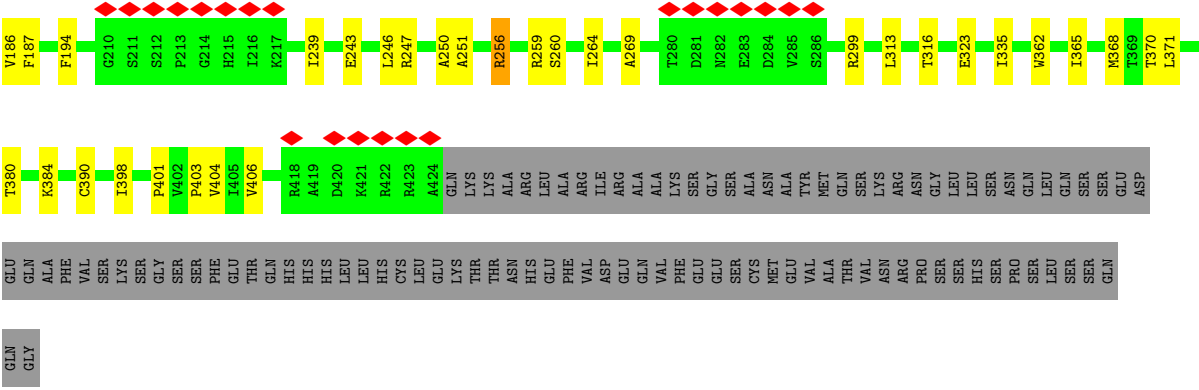 V186 F187 F194 G210 S211 S212 P213 G214 H215 I216 K217 I239 E243 L246 R247 A250 A251 R256 R259 S260 I264 A269 T280 D281 N282 E283 D284 V285 S286 R299 L313 T316 E323 I335 W362 I365 M368 T369 T370 L371
T380 K384 C390 I398 P401 V402 P403 V404 I405 V406 R418 A419 D420 K421 R422 R423 A424 GLN LYS LYS ALA ARG LEU ALA ARG ILE ARG ALA ALA LYS SER GLY SER ALA ASN ALA TYR MET GLN SER LYS ARG ASN GLY LEU LEU SER ASN GLN LEU GLN SER SER GLU ASP
GLU GLN ALA PHE VAL SER LYS SER GLY SER SER PHE GLU THR GLN HIS HIS HIS LEU LEU HIS CYS LEU GLU LYS THR THR ASN HIS GLU PHE VAL ASP GLU GLN VAL PHE GLU GLU SER CYS MET GLU VAL ALA THR VAL ASN ARG PRO SER SER HIS SER PRO SER LEU SER SER GLN
GLN GLY